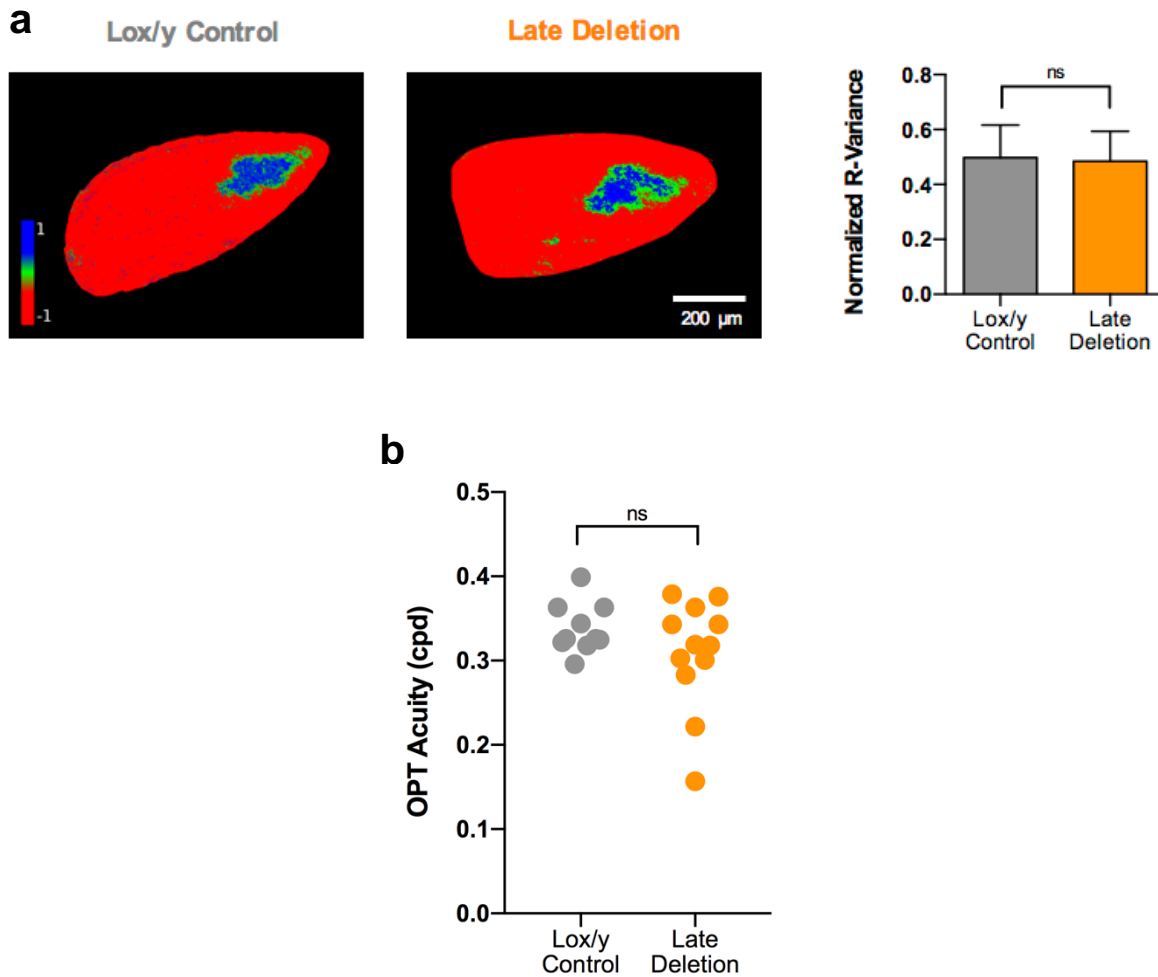 a
Lox/y Control
Late Deletion
1
-1
200 µm
Normalized R-Variance
0.8
0.6
0.4
0.2
0.0
ns
Lox/y
Control
Late
Deletion
b
OPT Acuity (cpd)
0.5
0.4
0.3
0.2
0.1
0.0
ns
Lox/y
Control
Late
Deletion